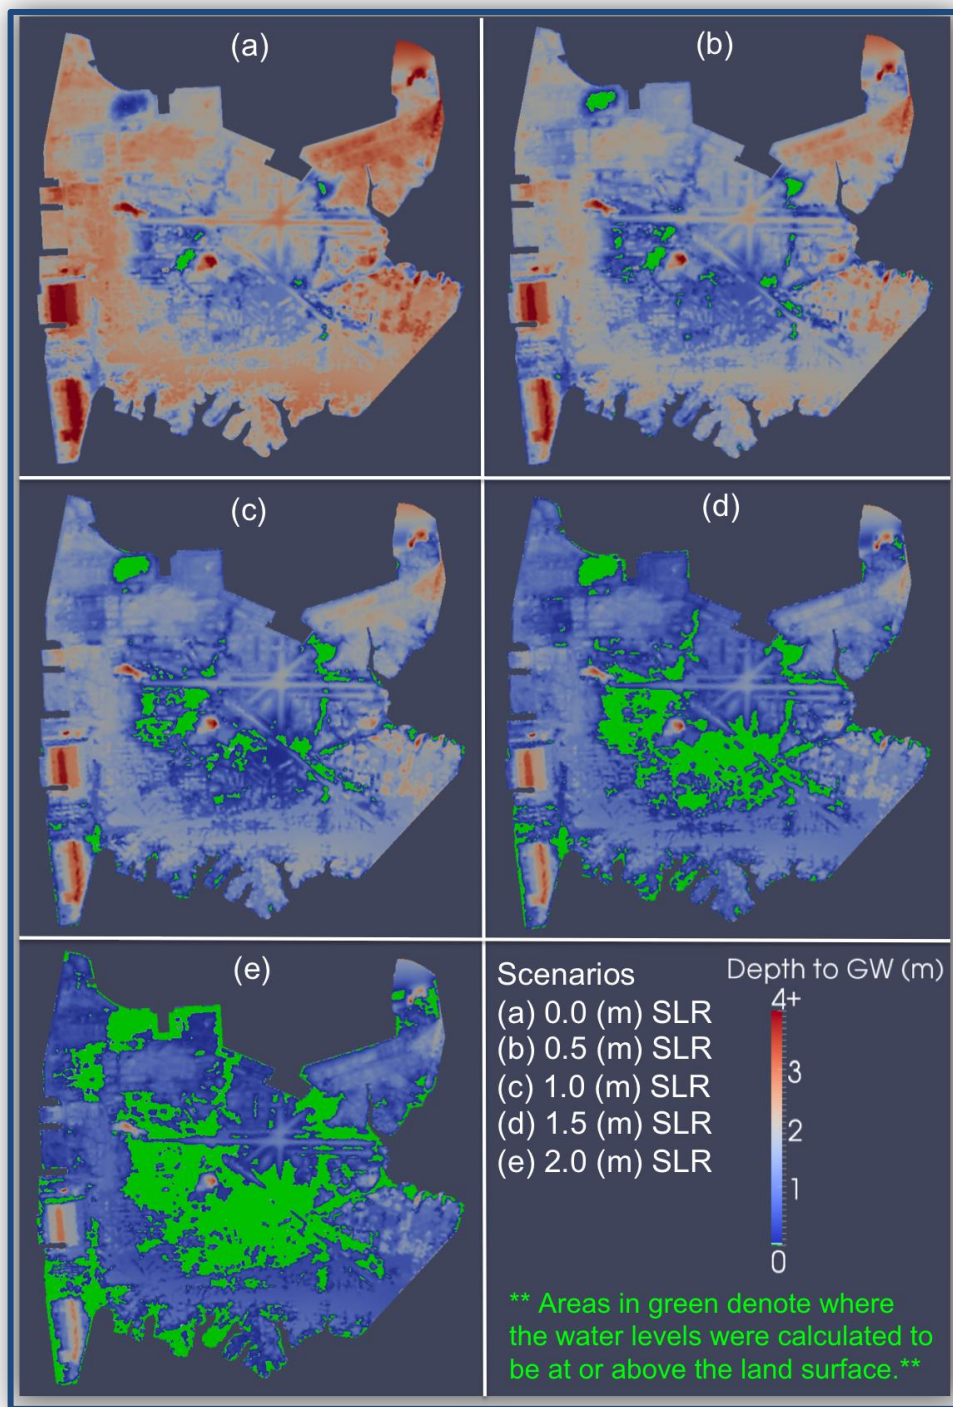 (a)
(b)
(c)
(d)
(e)
Scenarios
(a) 0.0 (m) SLR
(b) 0.5 (m) SLR
(c) 1.0 (m) SLR
(d) 1.5 (m) SLR
(e) 2.0 (m) SLR
Depth to GW (m)
4+
3
2
1
0
** Areas in green denote where
the water levels were calculated to
be at or above the land surface.**